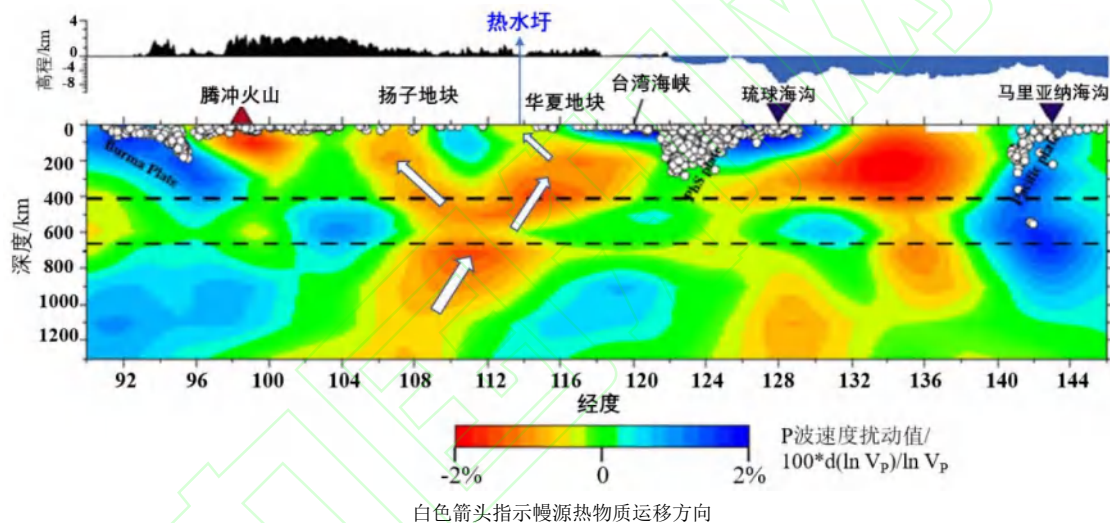 热水圩
4
0
-4
-8
高程/km
腾冲火山
扬子地块
华夏地块
台湾海峡
琉球海沟
马里亚纳海沟
0
200
400
600
800
1000
1200
深度/km
Burma Plate
PhS plate
Pacific plate
92 96 100 104 108 112 116 120 124 128 132 136 140 144
经度
-2% 0 2%
P波速度扰动值/
100*d(ln VP)/ln VP
白色箭头指示幔源热物质运移方向